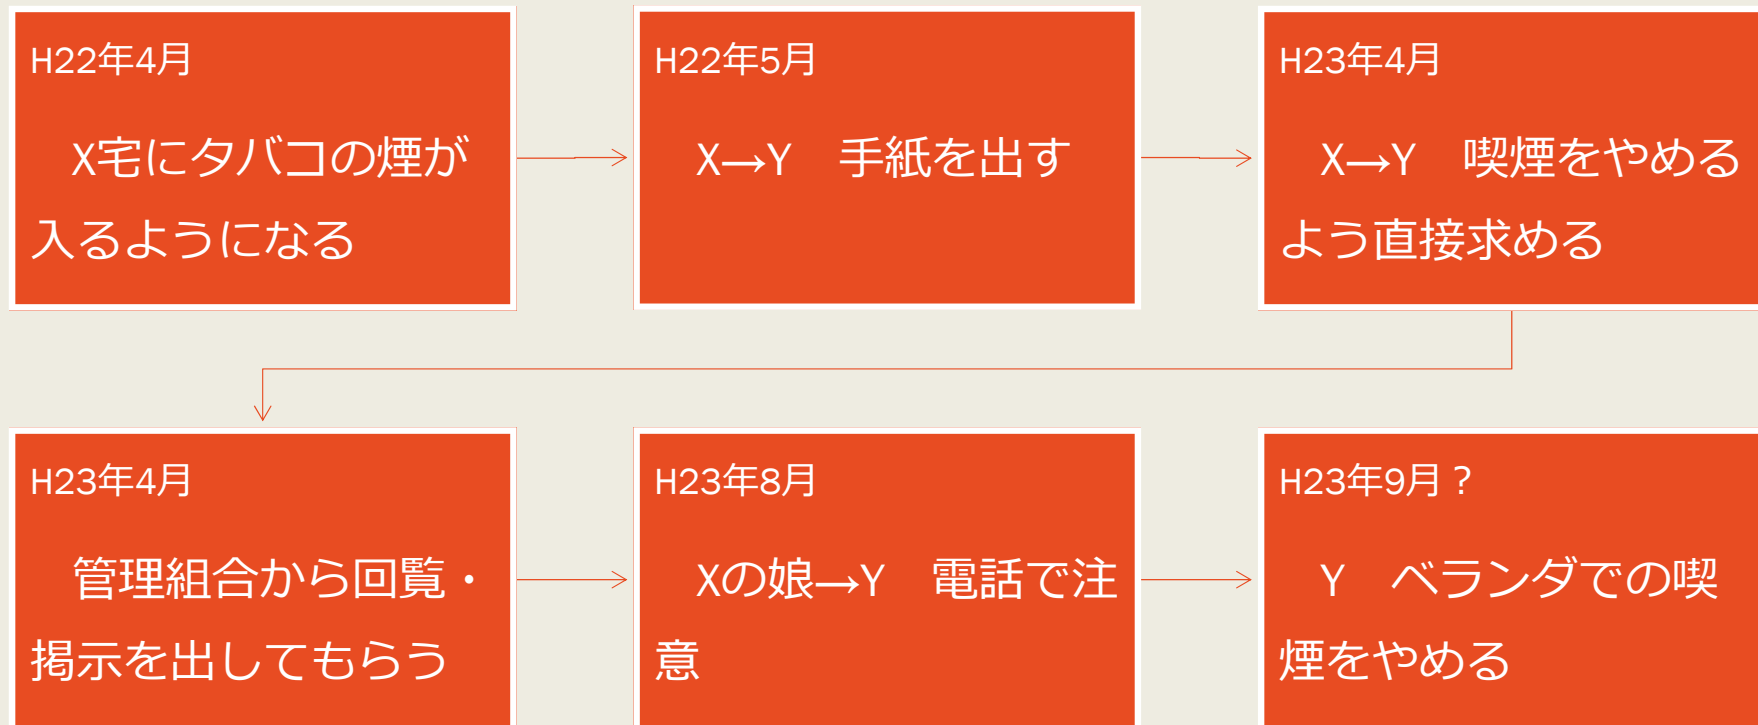 H22年4月
X宅にタバコの煙が
入るようになる
H22年5月
X→Y　手紙を出す
H23年4月
X→Y　喫煙をやめる
よう直接求める
H23年4月
管理組合から回覧・
掲示を出してもらう
H23年8月
Xの娘→Y　電話で注
意
H23年9月？
Y　ベランダでの喫
煙をやめる